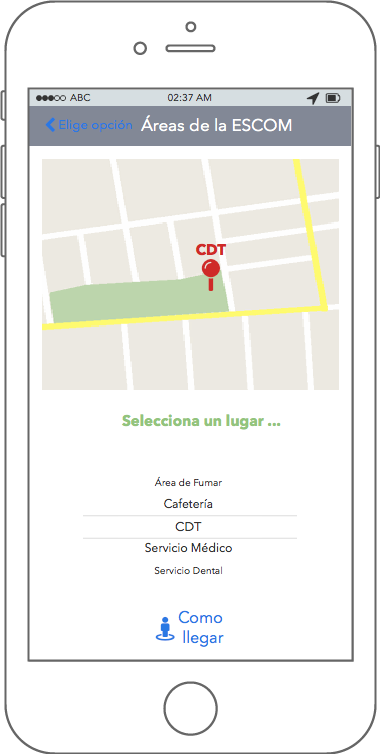 ABC 02:37 AM
Elige opción Áreas de la ESCOM
CDT
Selecciona un lugar ...
Área de Fumar
Cafetería
CDT
Servicio Médico
Servicio Dental
Como
llegar